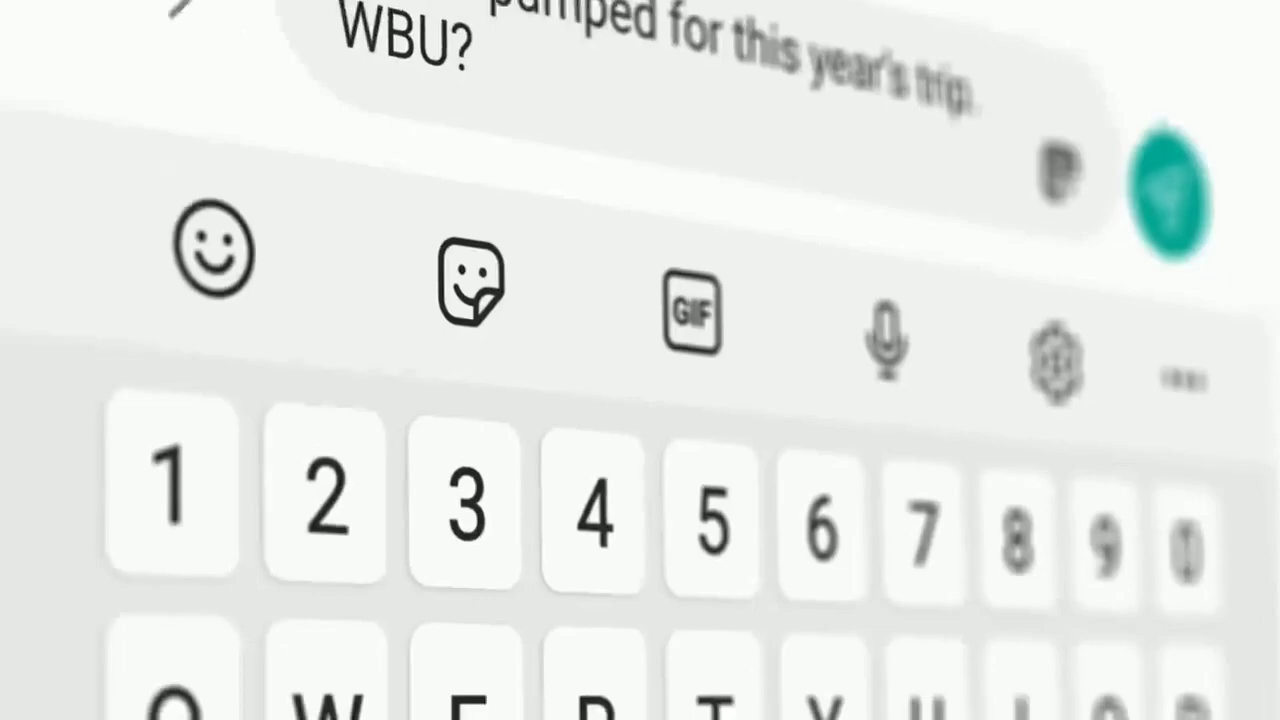 pumped for this year's trip.
WBU?
GIF
1 2 3 4 5 6 7 8 9 0
Q W E R T Y U I O P